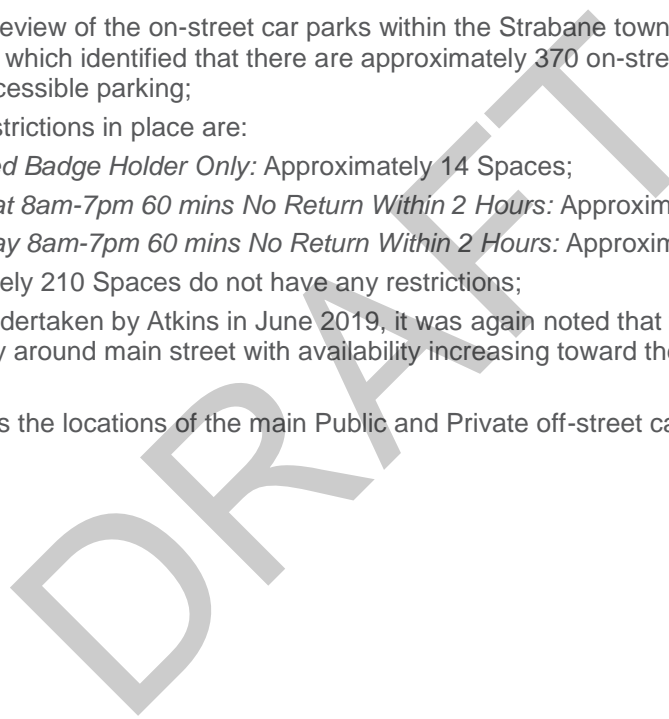 eview of the on-street car parks within the Strabane town
which identified that there are approximately 370 on-stre
cessible parking;
strictions in place are:
ed Badge Holder Only: Approximately 14 Spaces;
at 8am-7pm 60 mins No Return Within 2 Hours: Approxim
ay 8am-7pm 60 mins No Return Within 2 Hours: Approxim
ely 210 Spaces do not have any restrictions;
dertaken by Atkins in June 2019, it was again noted that
y around main street with availability increasing toward the
s the locations of the main Public and Private off-street ca
DRAFT